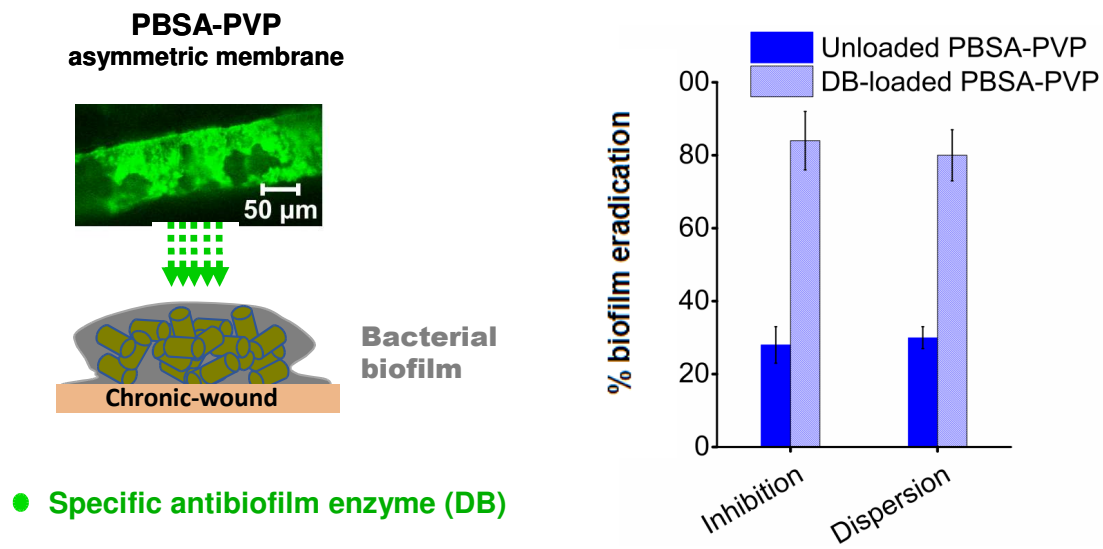 PBSA-PVP
asymmetric membrane
50 µm
Bacterial
biofilm
Chronic-wound
Specific antibiofilm enzyme (DB)
Unloaded PBSA-PVP
DB-loaded PBSA-PVP
% biofilm eradication
00
80
60
40
20
0
Inhibition
Dispersion